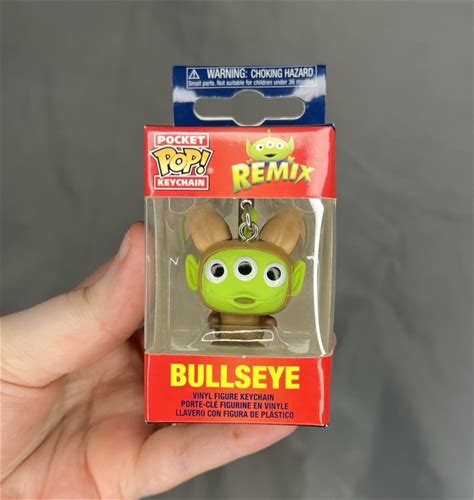 WARNING: CHOKING HAZARD.
Small parts. Not suitable for children under 36 months
POCKET
POP!
KEYCHAIN
REMIX
BULLSEYE
VINYL FIGURE KEYCHAIN
PORTE-CLÉ FIGURINE EN VINYLE
LLAVERO CON FIGURA DE PLÁSTICO